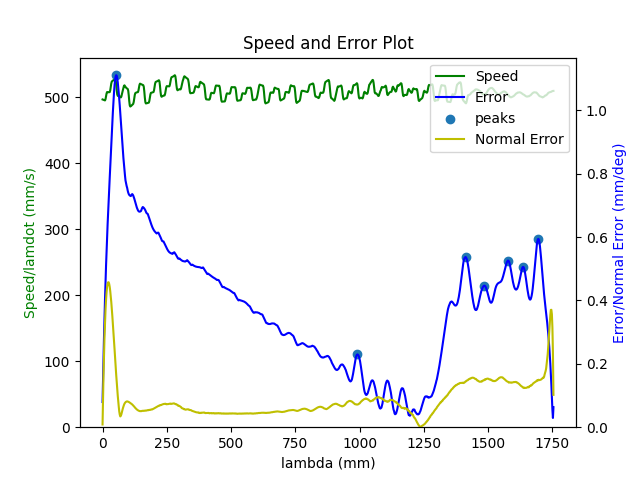 Speed and Error Plot
Speed
Error
peaks
Normal Error
Speed/lamdot (mm/s)
500
400
300
200
100
0
1.0
0.8
0.6
0.4
0.2
0.0
Error/Normal Error (mm/deg)
0 250 500 750 1000 1250 1500 1750
lambda (mm)